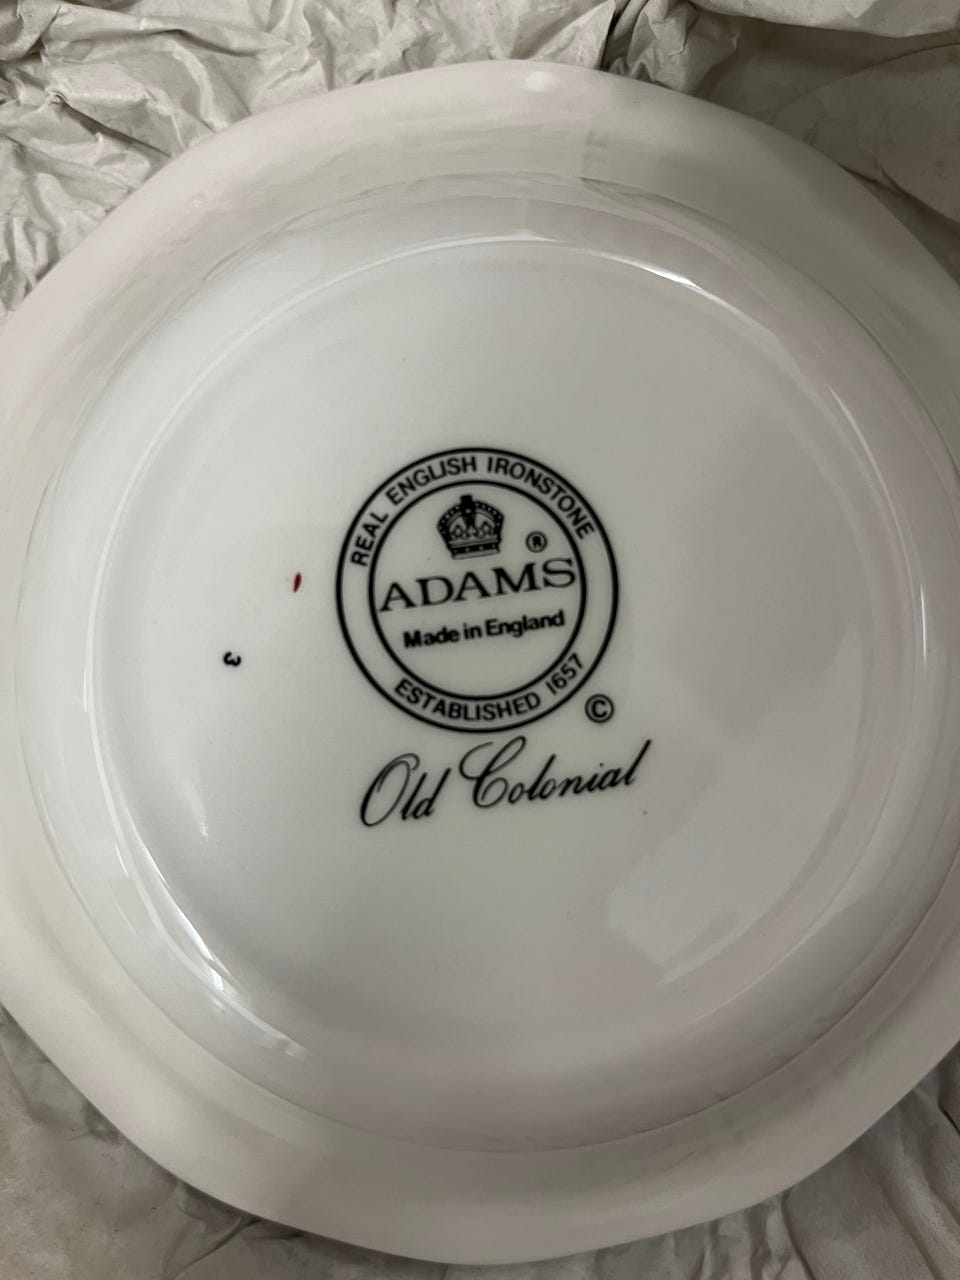 REAL ENGLISH IRONSTONE
®
ADAMS
Made in England
ESTABLISHED 1657
©
Old Colonial
3